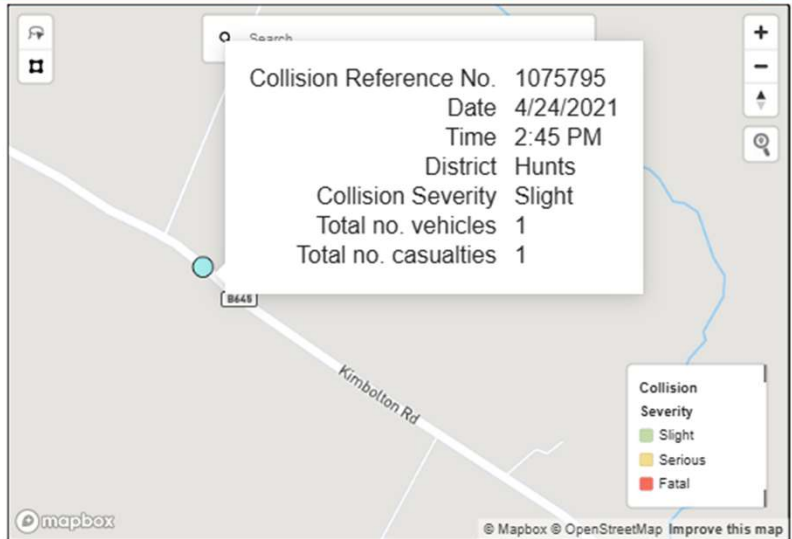 Search
Collision Reference No. 1075795
Date 4/24/2021
Time 2:45 PM
District Hunts
Collision Severity Slight
Total no. vehicles 1
Total no. casualties 1
B645
Kimbolton Rd
Collision
Severity
Slight
Serious
Fatal
mapbox
© Mapbox © OpenStreetMap Improve this map